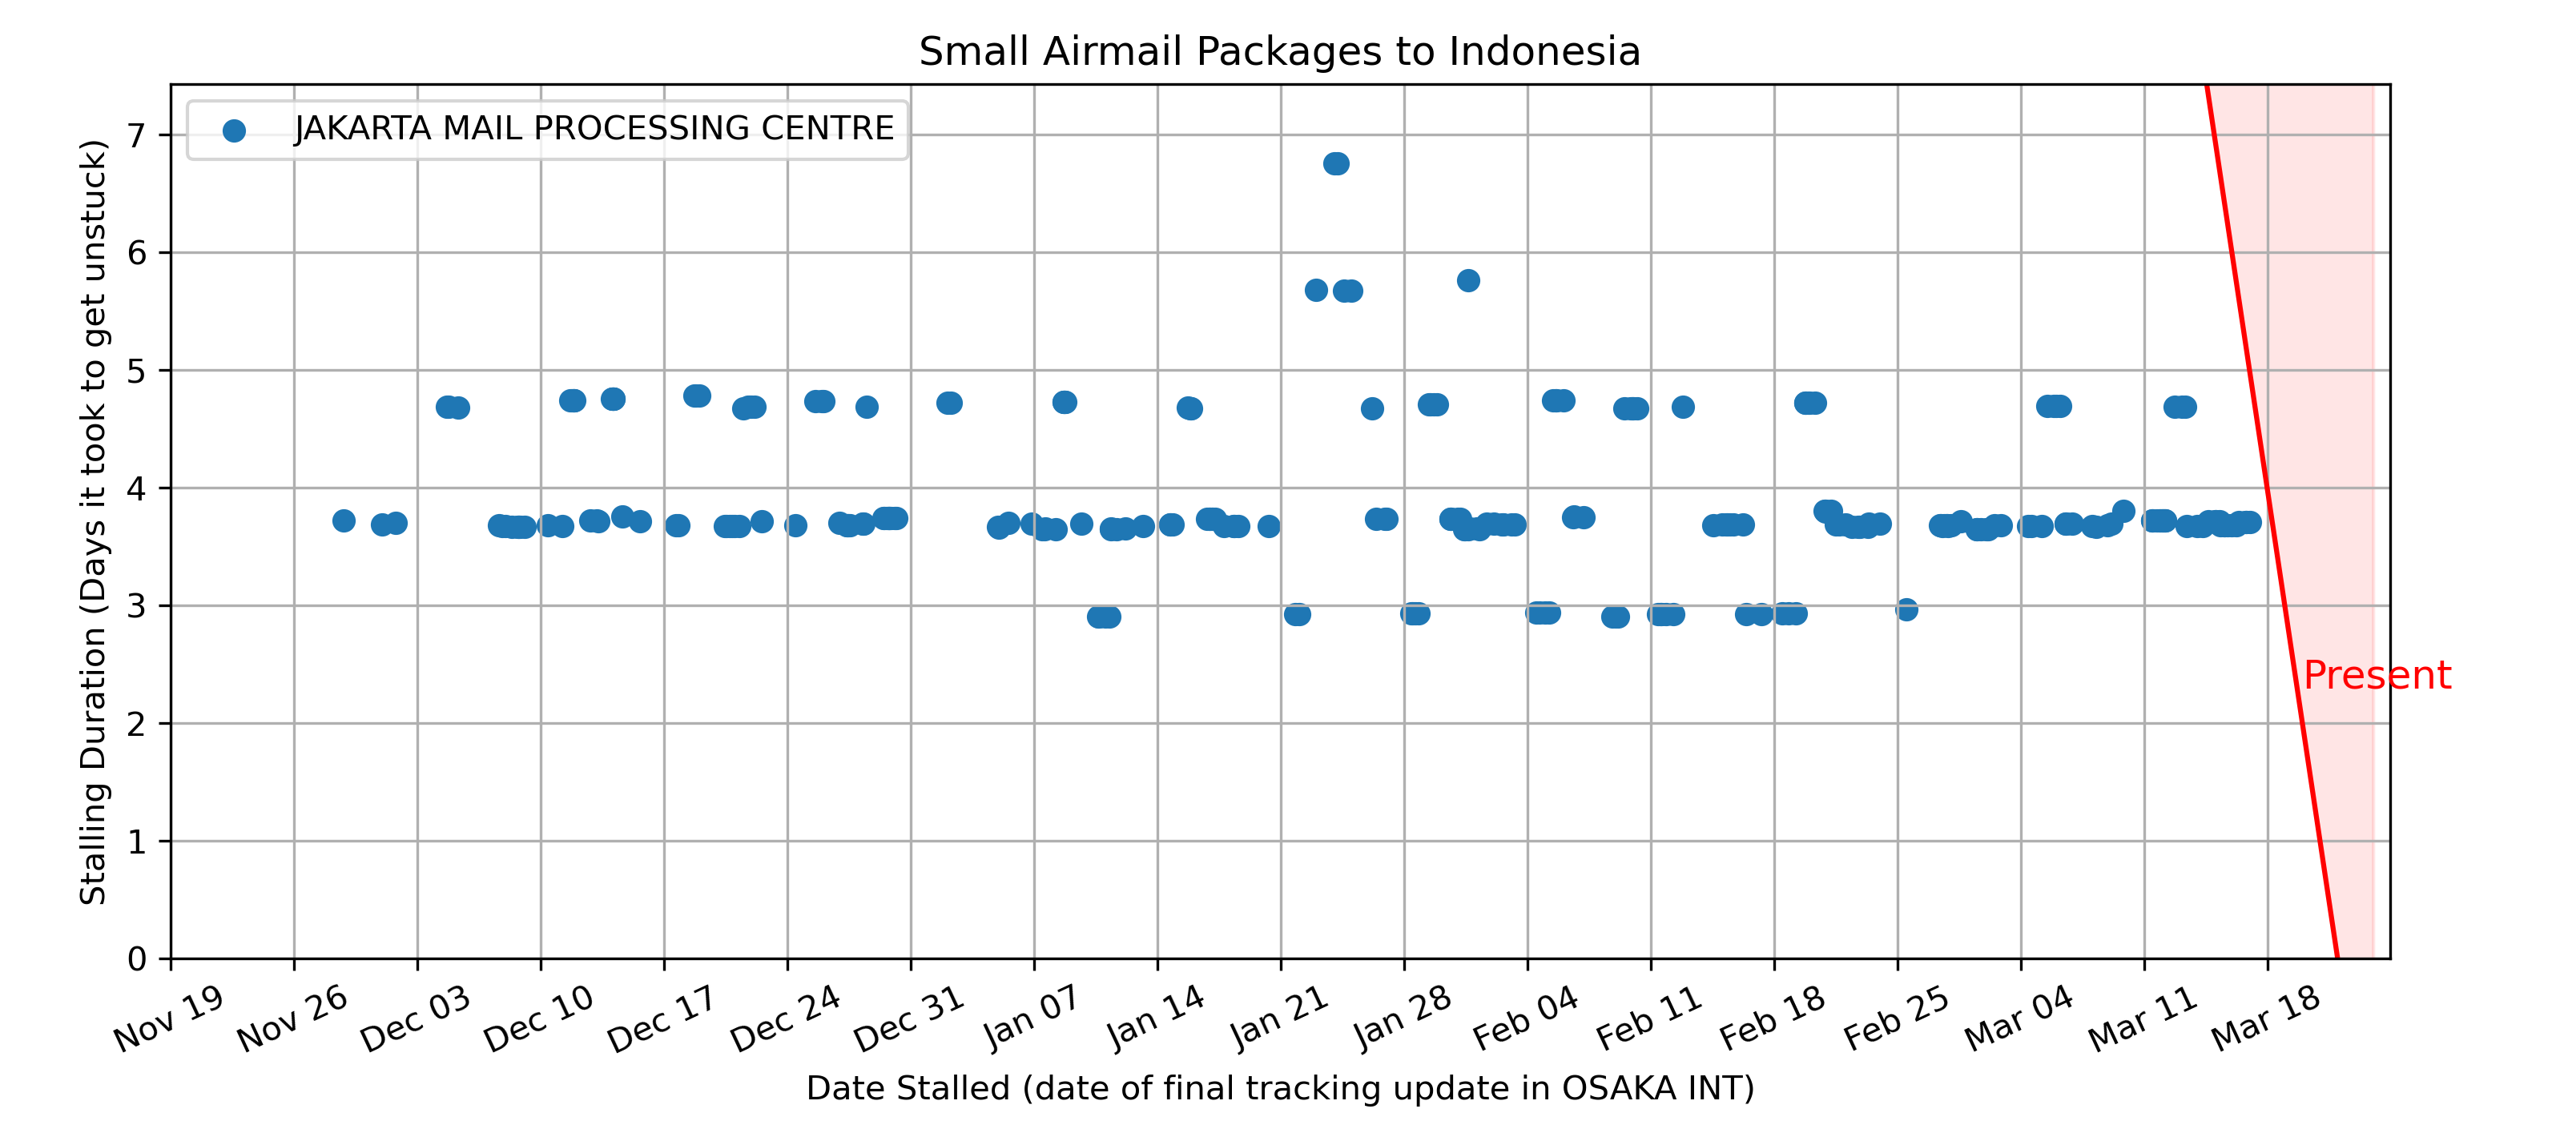 Small Airmail Packages to Indonesia
JAKARTA MAIL PROCESSING CENTRE
Stalling Duration (Days it took to get unstuck)
7
6
5
4
3
2
1
0
Present
Nov 19
Nov 26
Dec 03
Dec 10
Dec 17
Dec 24
Dec 31
Jan 07
Jan 14
Jan 21
Jan 28
Feb 04
Feb 11
Feb 18
Feb 25
Mar 04
Mar 11
Mar 18
Date Stalled (date of final tracking update in OSAKA INT)